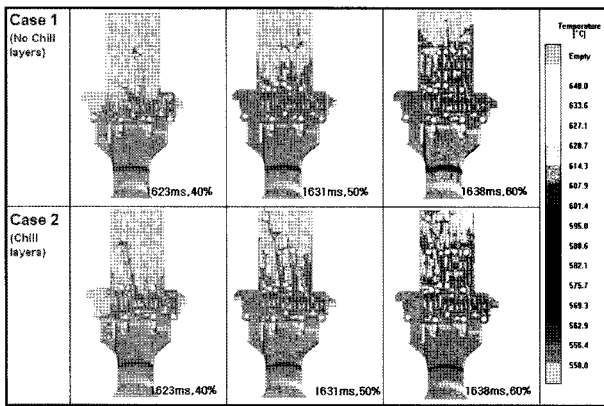 Case 1
(No Chill
layers)
1623ms,40%
1631ms,50%
1638ms,60%
Case 2
(Chill
layers)
1623ms,40%
1631ms,50%
1638ms,60%
Temperature
[°C]
Empty
640.0
633.6
627.1
620.7
614.3
607.9
601.4
595.0
588.6
582.1
575.7
569.3
562.9
556.4
550.0